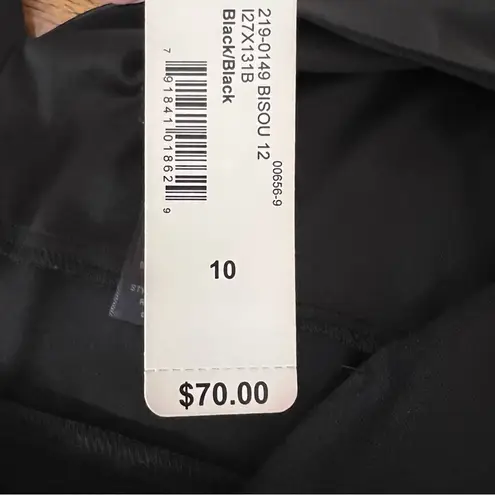 219-0149 BISOU 12
I27X131B
Black/Black
00656-9
7 91841 01862 9
10
$70.00